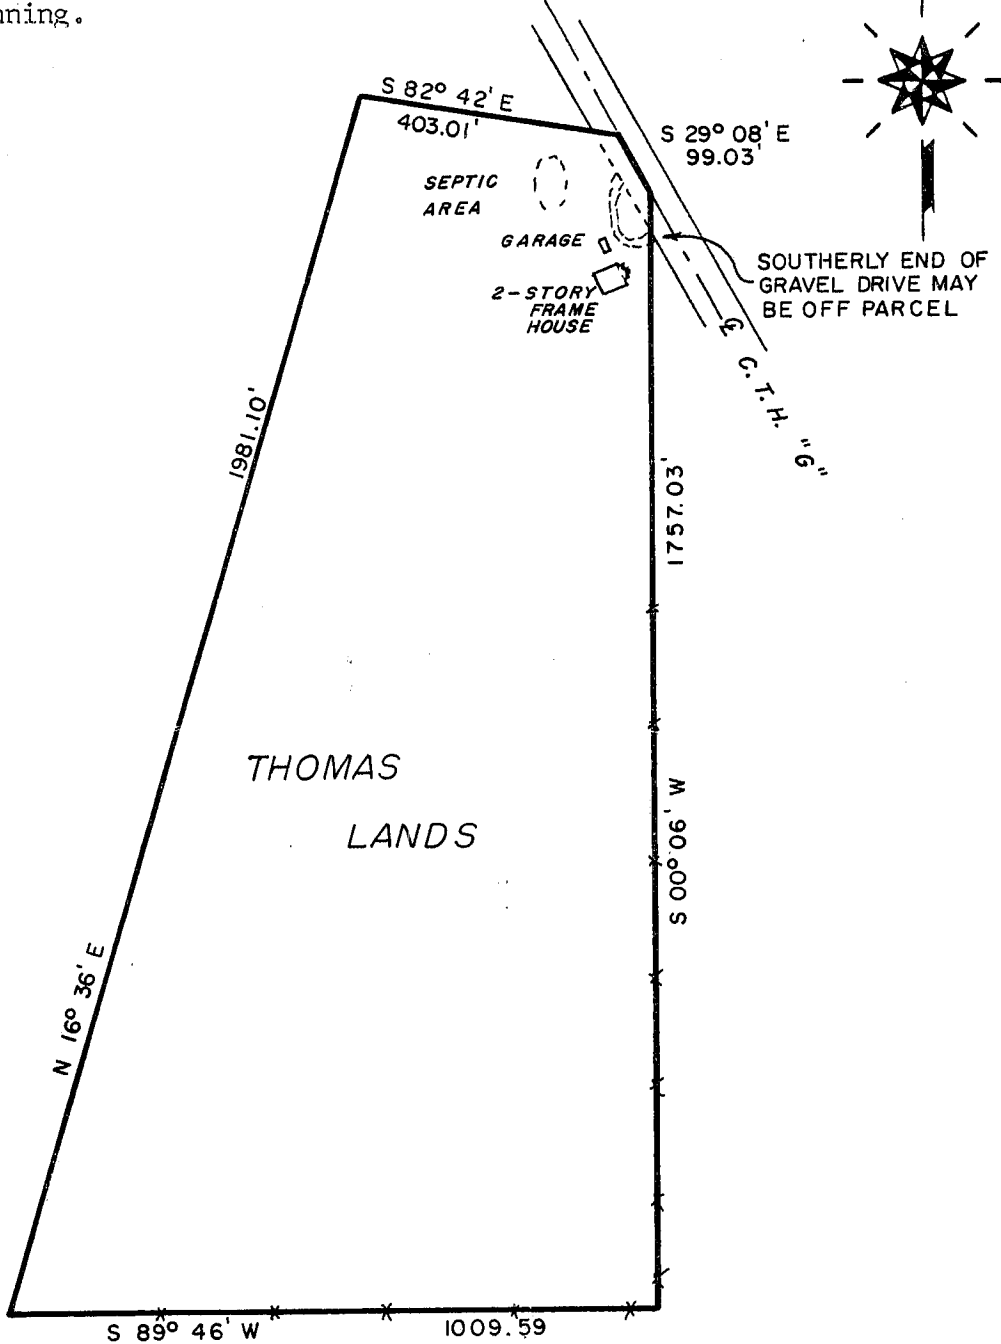 S 82° 42' E
403.01'
S 29° 08' E
99.03'
SEPTIC
AREA
GARAGE
2-STORY
FRAME
HOUSE
SOUTHERLY END OF
GRAVEL DRIVE MAY
BE OFF PARCEL
℄ C. T. H. "G"
1981.10'
1757.03'
THOMAS
LANDS
S 00° 06' W
N 16° 36' E
S 89° 46' W
1009.59